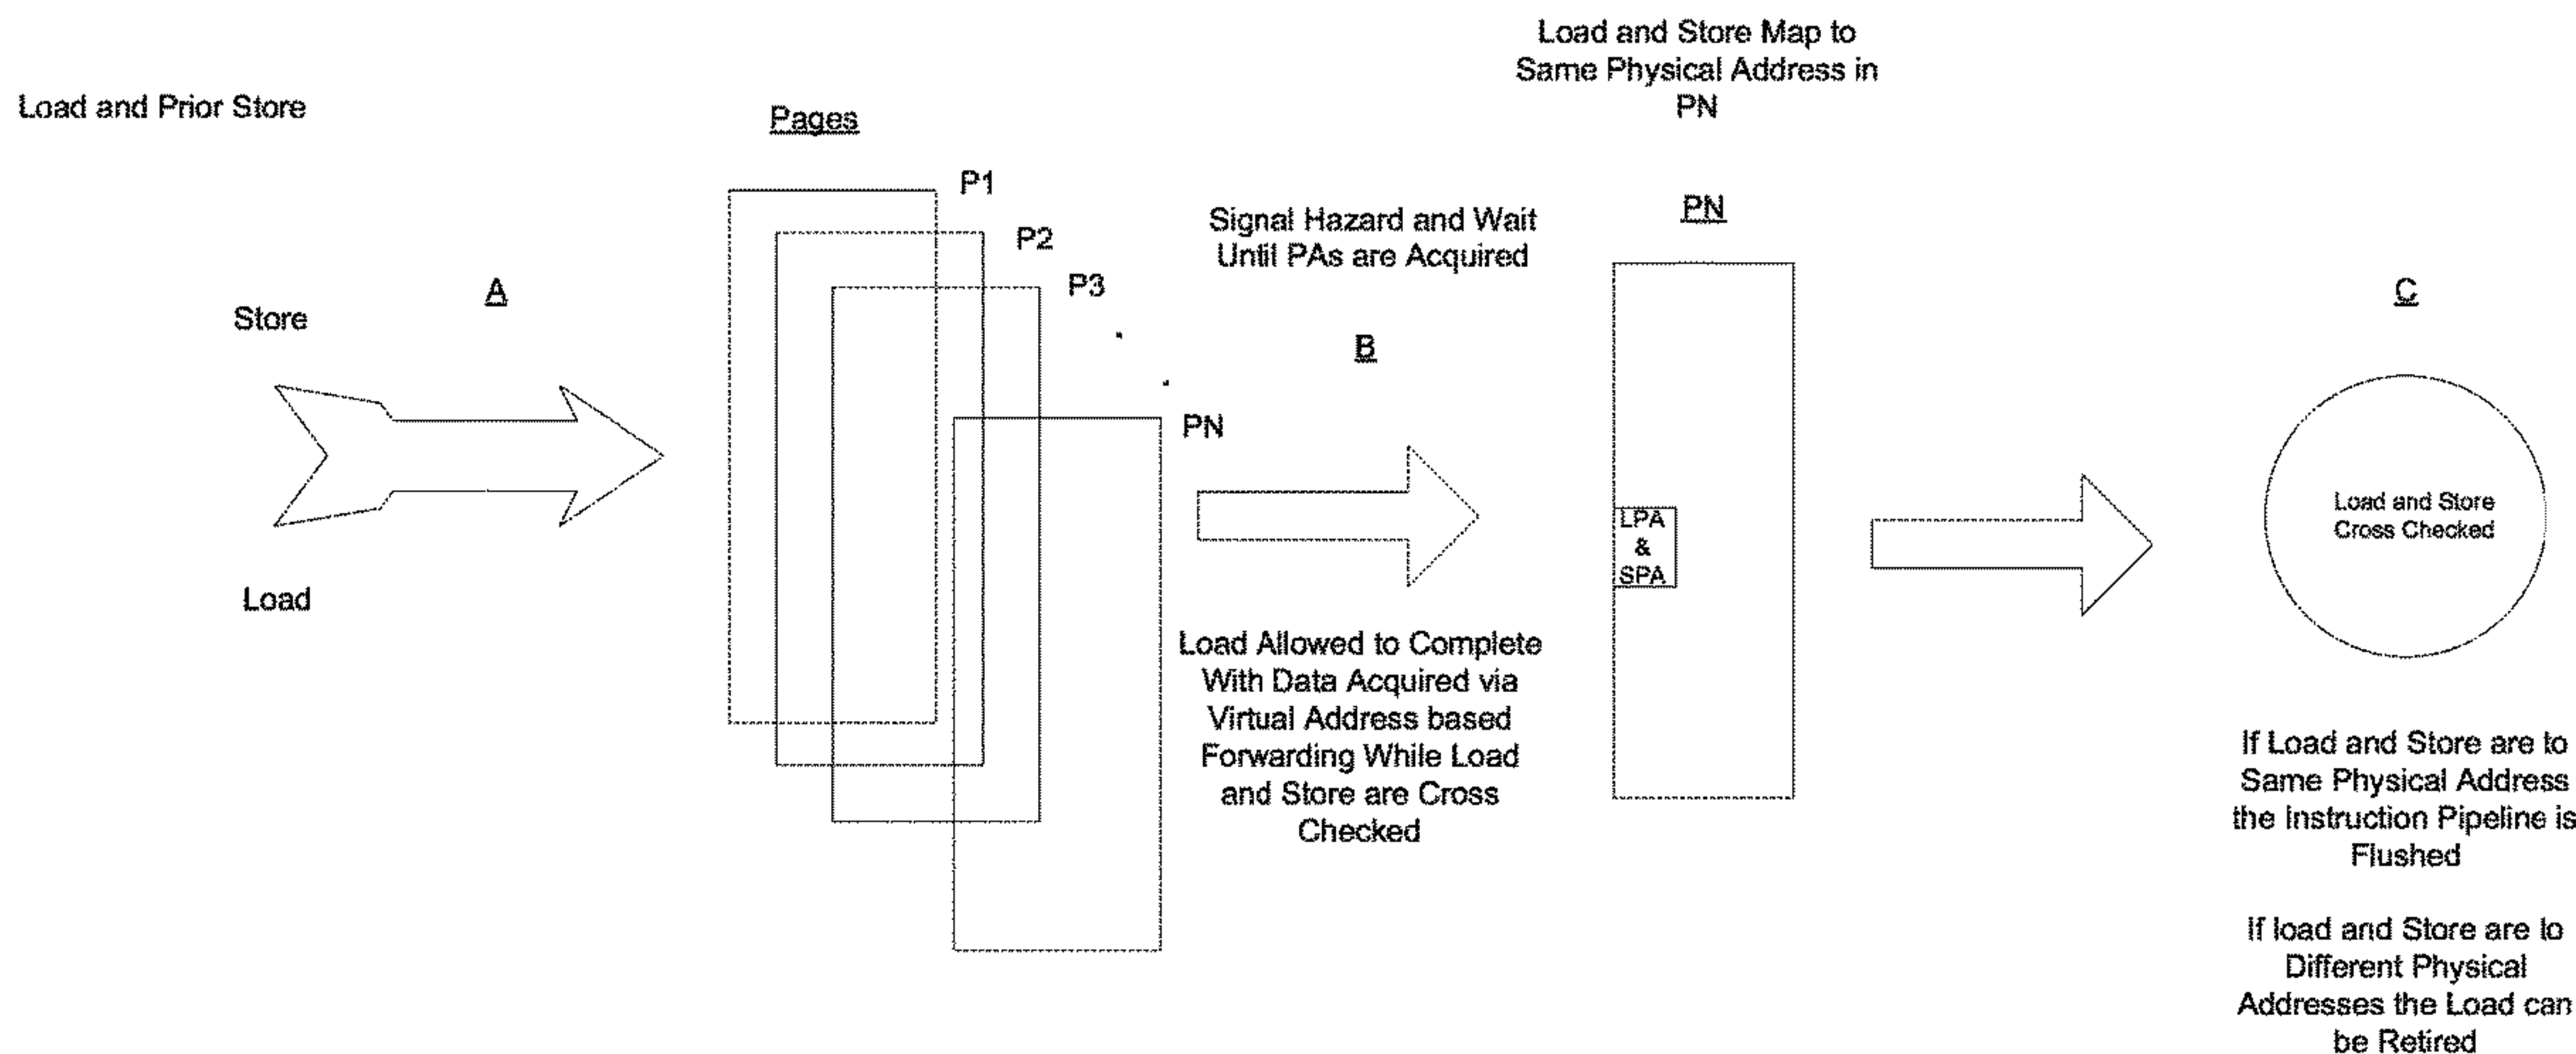 Load and Prior Store
Store
A
Load
Pages
P1
P2
P3
PN
Signal Hazard and Wait
Until PAs are Acquired
B
Load Allowed to Complete
With Data Acquired via
Virtual Address based
Forwarding While Load
and Store are Cross
Checked
Load and Store Map to
Same Physical Address in
PN
PN
LPA
&
SPA
C
Load and Store
Cross Checked
If Load and Store are to
Same Physical Address
the Instruction Pipeline is
Flushed
If load and Store are to
Different Physical
Addresses the Load can
be Retired